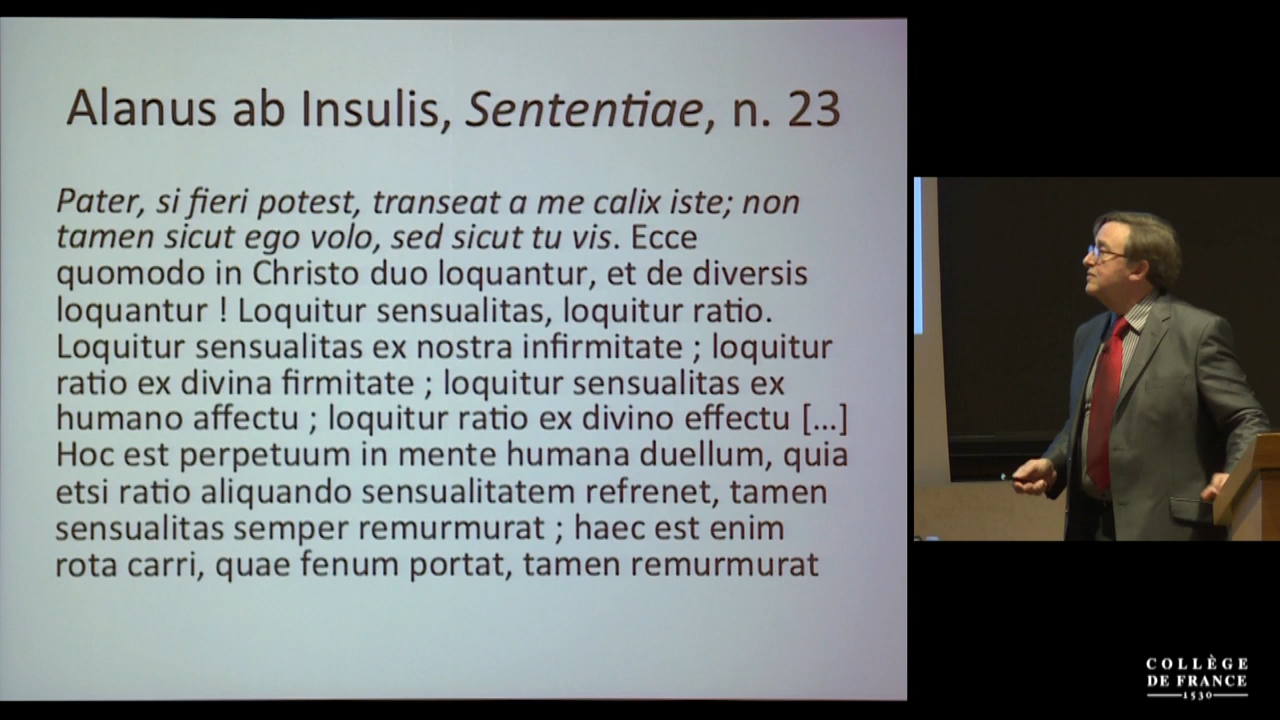 Alanus ab Insulis, Sententiae, n. 23
Pater, si fieri potest, transeat a me calix iste; non
tamen sicut ego volo, sed sicut tu vis. Ecce
quomodo in Christo duo loquantur, et de diversis
loquantur ! Loquitur sensualitas, loquitur ratio.
Loquitur sensualitas ex nostra infirmitate ; loquitur
ratio ex divina firmitate ; loquitur sensualitas ex
humano affectu ; loquitur ratio ex divino effectu [...]
Hoc est perpetuum in mente humana duellum, quia
etsi ratio aliquando sensualitatem refrenet, tamen
sensualitas semper remurmurat ; haec est enim
rota carri, quae fenum portat, tamen remurmurat
COLLÈGE
DE FRANCE
1530